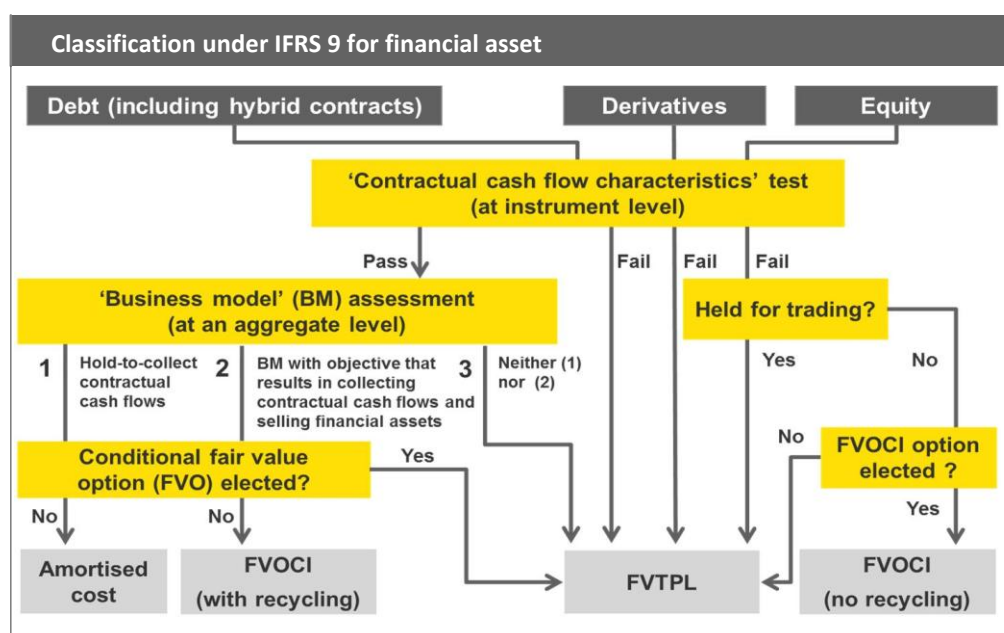 Classification under IFRS 9 for financial asset
Debt (including hybrid contracts)
Derivatives
Equity
‘Contractual cash flow characteristics’ test
(at instrument level)
Pass
Fail
Fail
Fail
‘Business model’ (BM) assessment
(at an aggregate level)
Held for trading?
1
Hold-to-collect
contractual
cash flows
2
BM with objective that
results in collecting
contractual cash flows and
selling financial assets
3
Neither (1)
nor (2)
Yes
No
Conditional fair value
option (FVO) elected?
Yes
No
FVOCI option
elected ?
No
No
Yes
Amortised
cost
FVOCI
(with recycling)
FVTPL
FVOCI
(no recycling)